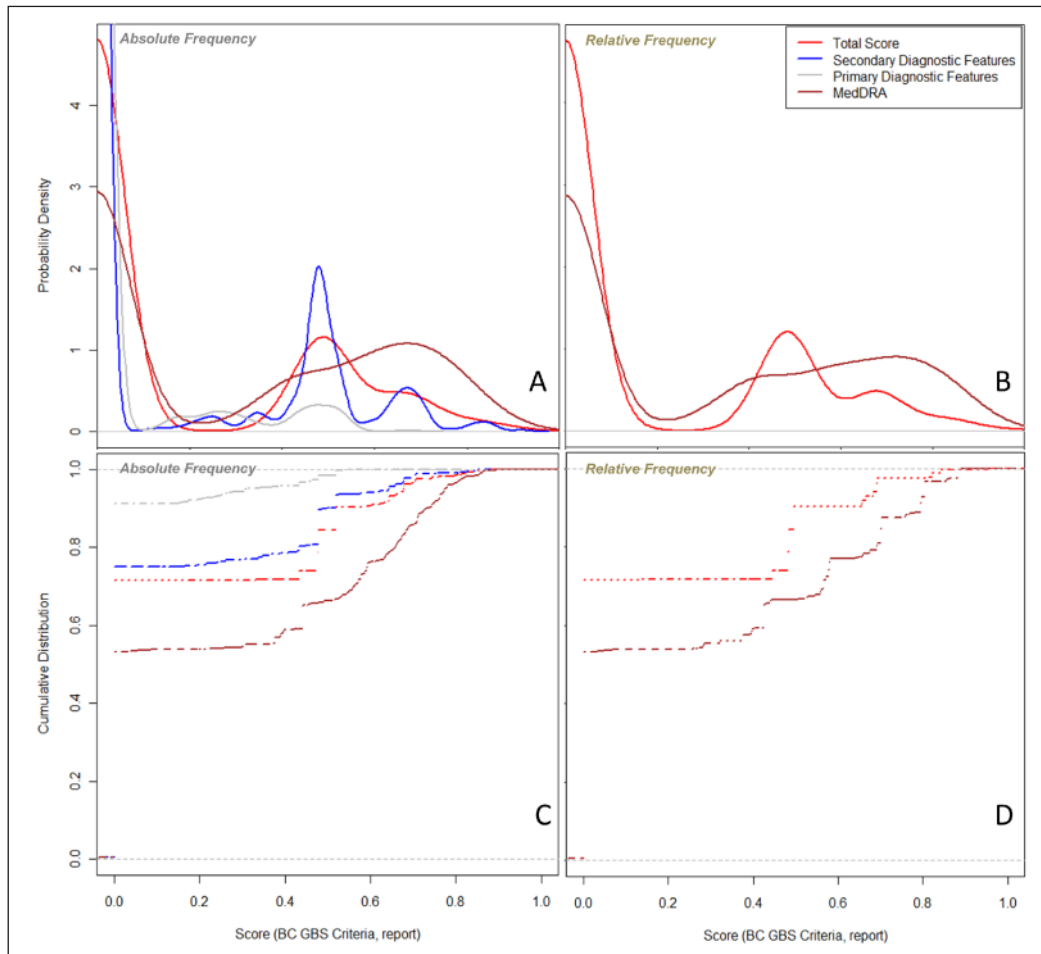 Absolute Frequency
Relative Frequency
Total Score
Secondary Diagnostic Features
Primary Diagnostic Features
MedDRA
Probability Density
4
3
2
1
0
A
B
Absolute Frequency
Relative Frequency
Cumulative Distribution
1.0
0.8
0.6
0.4
0.2
0.0
C
D
0.0 0.2 0.4 0.6 0.8 1.0
0.0 0.2 0.4 0.6 0.8 1.0
Score (BC GBS Criteria, report)
Score (BC GBS Criteria, report)